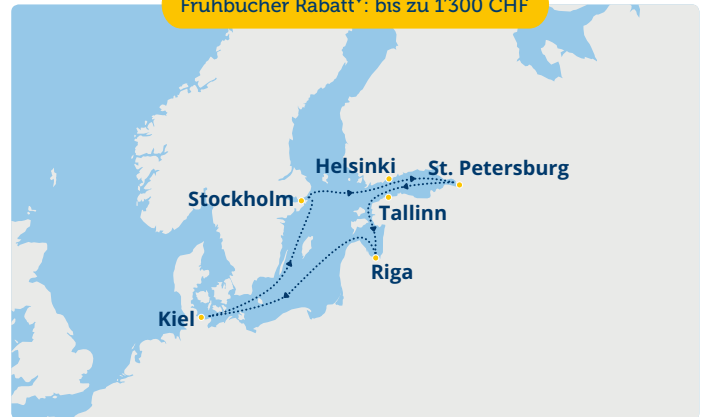 Frühbucher Rabatt*: bis zu 1'300 CHF
Helsinki
St. Petersburg
Stockholm
Tallinn
Riga
Kiel